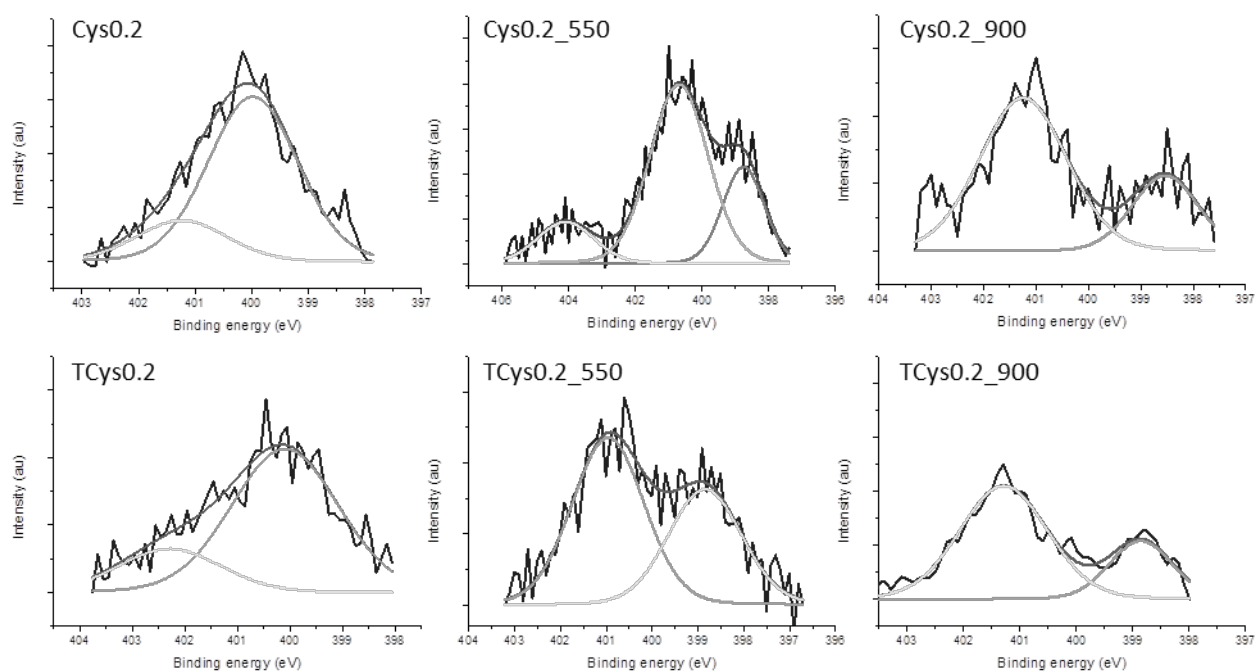 Cys0.2
Intensity (au)
403 402 401 400 399 398 397
Binding energy (eV)
Cys0.2_550
Intensity (au)
406 404 402 400 398 396
Binding energy (eV)
Cys0.2_900
Intensity (au)
404 403 402 401 400 399 398 397
Binding energy (eV)
TCys0.2
Intensity (au)
404 403 402 401 400 399 398
Binding energy (eV)
TCys0.2_550
Intensity (au)
404 403 402 401 400 399 398 397 396
Binding energy (eV)
TCys0.2_900
Intensity (au)
403 402 401 400 399 398 397
Binding energy (eV)